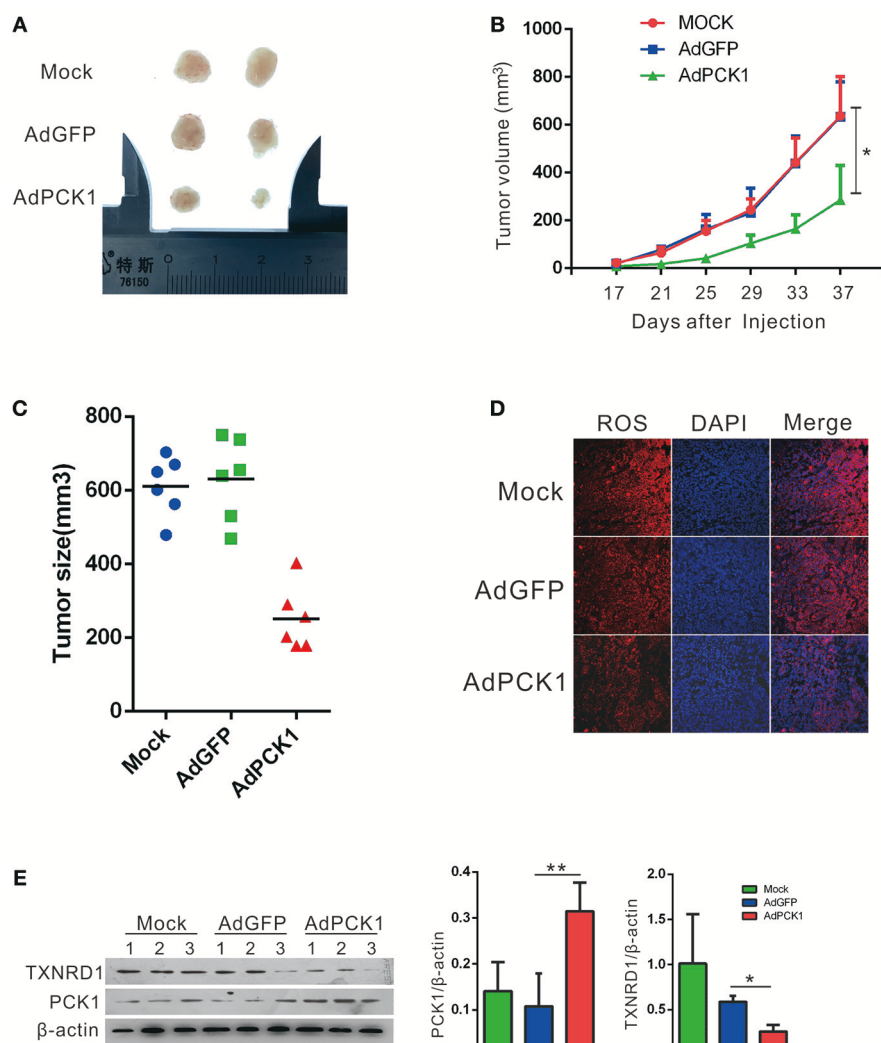 A
Mock
AdGFP
AdPCK1
特斯
76150
0 1 2 3
B
MOCK
AdGFP
AdPCK1
Tumor volume (mm³)
1000
800
600
400
200
0
*
17 21 25 29 33 37
Days after Injection
C
Tumor size(mm3)
800
600
400
200
0
Mock AdGFP AdPCK1
D
ROS DAPI Merge
Mock
AdGFP
AdPCK1
E
Mock AdGFP AdPCK1
1 2 3 1 2 3 1 2 3
TXNRD1
PCK1
β-actin
PCK1/β-actin
0.4
0.3
0.2
0.1
**
TXNRD1/β-actin
2.0
1.5
1.0
0.5
*
Mock
AdGFP
AdPCK1